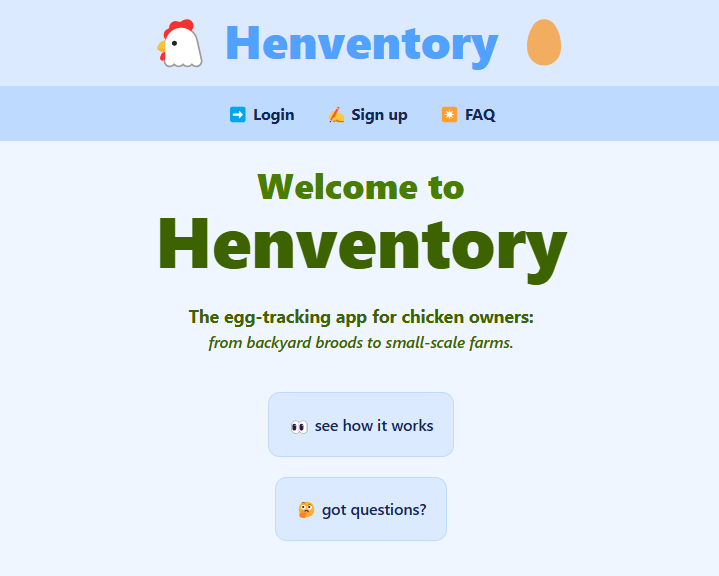 Henventory
Login Sign up FAQ
Welcome to
Henventory
The egg-tracking app for chicken owners:
from backyard broods to small-scale farms.
see how it works
got questions?